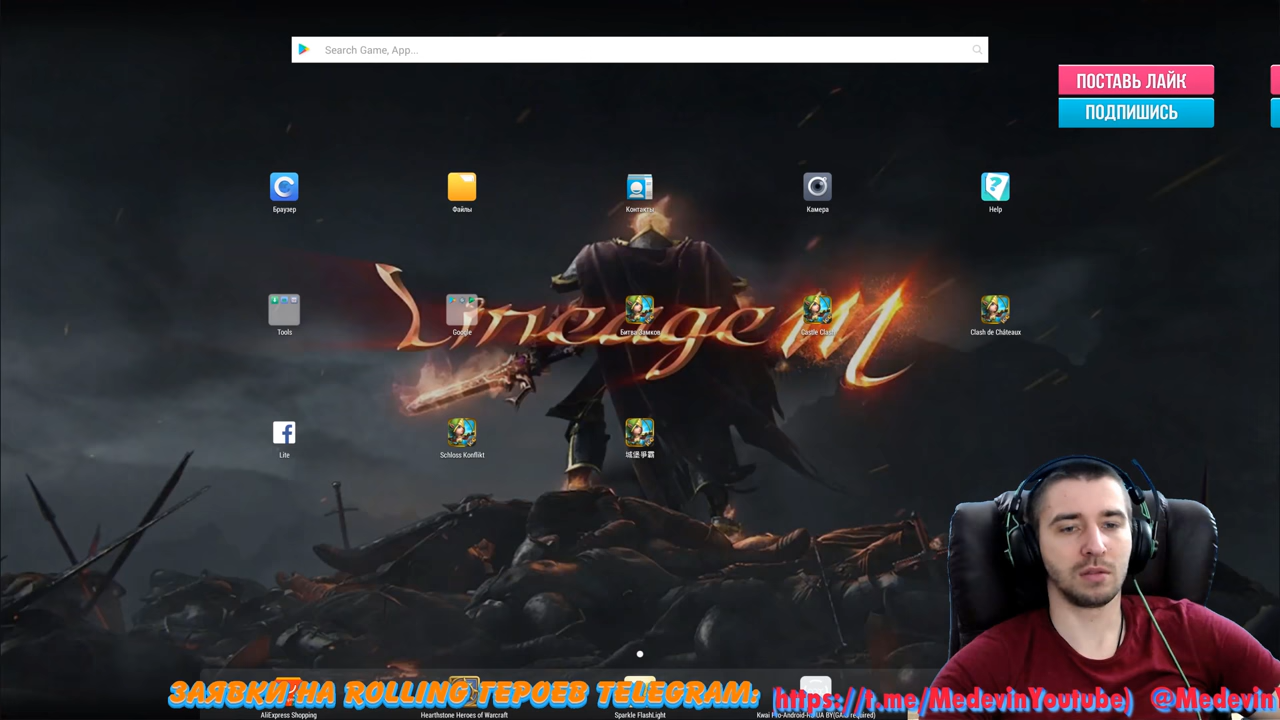 Search Game, App...
ПОСТАВЬ ЛАЙК
ПОДПИШИСЬ
Браузер
Файлы
Контакты
Камера
Help
Lineage M
Tools
Google
Битва Замков
Castle Clash
Clash de Châteaux
Lite
Schloss Konflikt
城堡爭霸
ЗАЯВКИ НА ROLLING ГЕРОЕВ TELEGRAM: https://t.me/MedevinYoutube) @Medevin
AliExpress Shopping
Hearthstone Heroes of Warcraft
Sparkle FlashLight